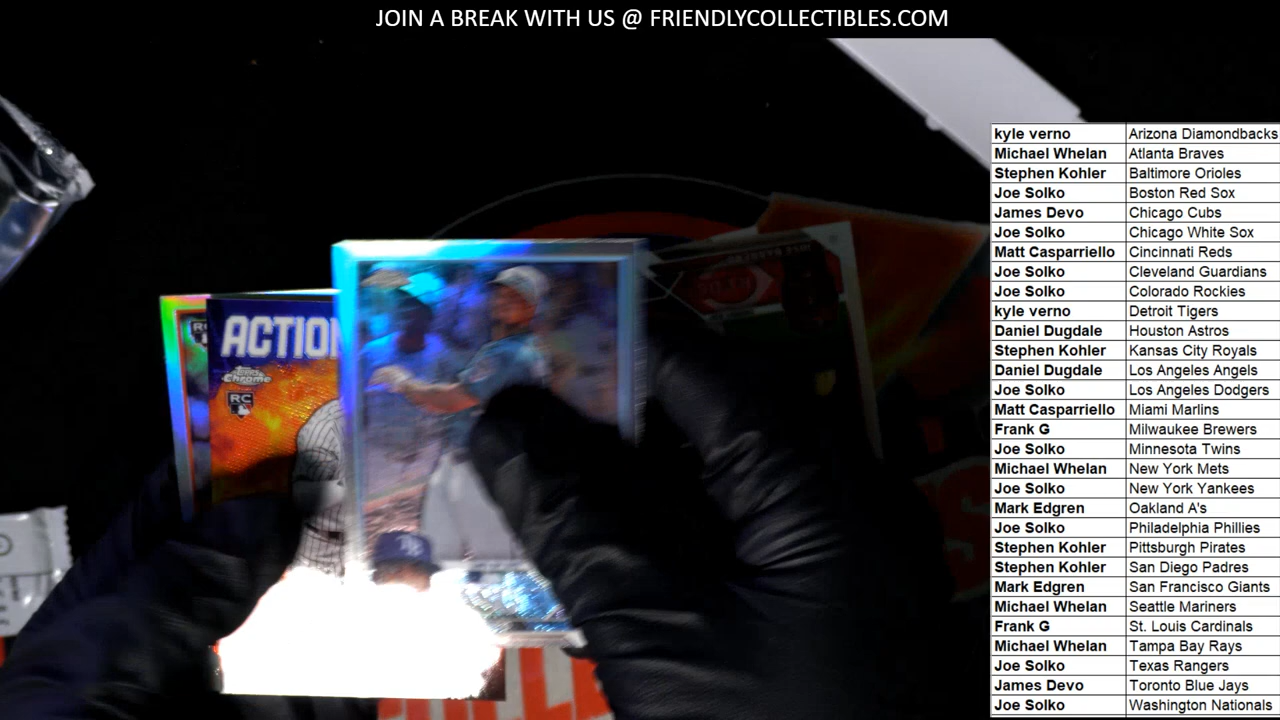 JOIN A BREAK WITH US @ FRIENDLYCOLLECTIBLES.COM
kyle verno Arizona Diamondbacks
Michael Whelan Atlanta Braves
Stephen Kohler Baltimore Orioles
Joe Solko Boston Red Sox
James Devo Chicago Cubs
Joe Solko Chicago White Sox
Matt Casparriello Cincinnati Reds
Joe Solko Cleveland Guardians
Joe Solko Colorado Rockies
kyle verno Detroit Tigers
Daniel Dugdale Houston Astros
Stephen Kohler Kansas City Royals
Daniel Dugdale Los Angeles Angels
Joe Solko Los Angeles Dodgers
Matt Casparriello Miami Marlins
Frank G Milwaukee Brewers
Joe Solko Minnesota Twins
Michael Whelan New York Mets
Joe Solko New York Yankees
Mark Edgren Oakland A's
Joe Solko Philadelphia Phillies
Stephen Kohler Pittsburgh Pirates
Stephen Kohler San Diego Padres
Mark Edgren San Francisco Giants
Michael Whelan Seattle Mariners
Frank G St. Louis Cardinals
Michael Whelan Tampa Bay Rays
Joe Solko Texas Rangers
James Devo Toronto Blue Jays
Joe Solko Washington Nationals
ACTION
Topps
Chrome
RC